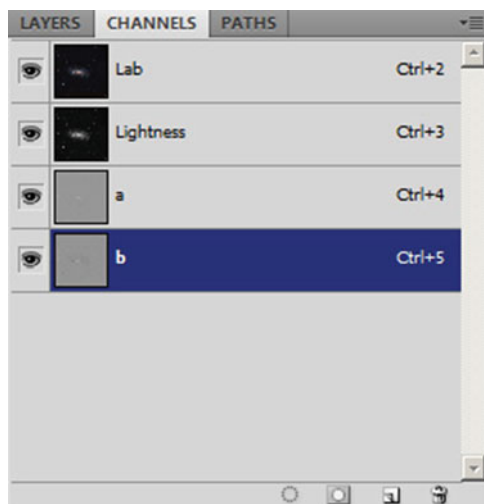 LAYERS CHANNELS PATHS
Lab Ctrl+2
Lightness Ctrl+3
a Ctrl+4
b Ctrl+5